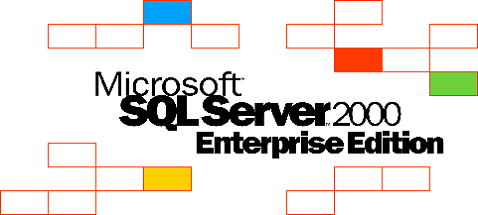 Microsoft
SQL Server 2000
Enterprise Edition